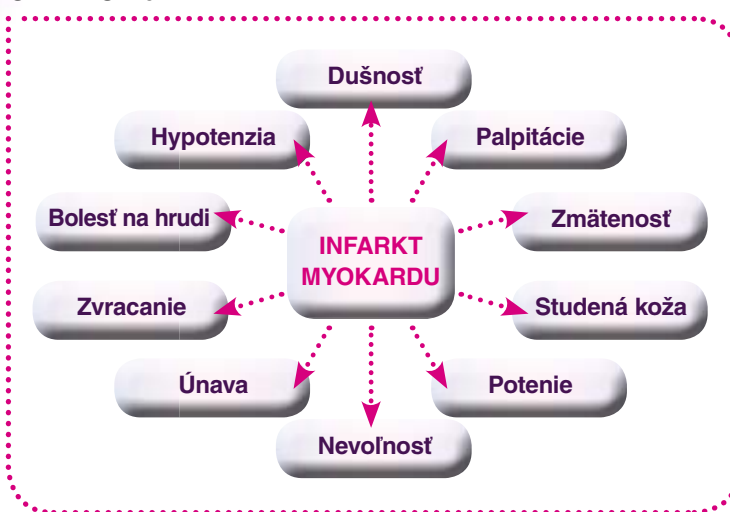 Dušnosť
Hypotenzia
Palpitácie
Bolesť na hrudi
Zmätenosť
INFARKT
MYOKARDU
Zvracanie
Studená koža
Únava
Potenie
Nevoľnosť